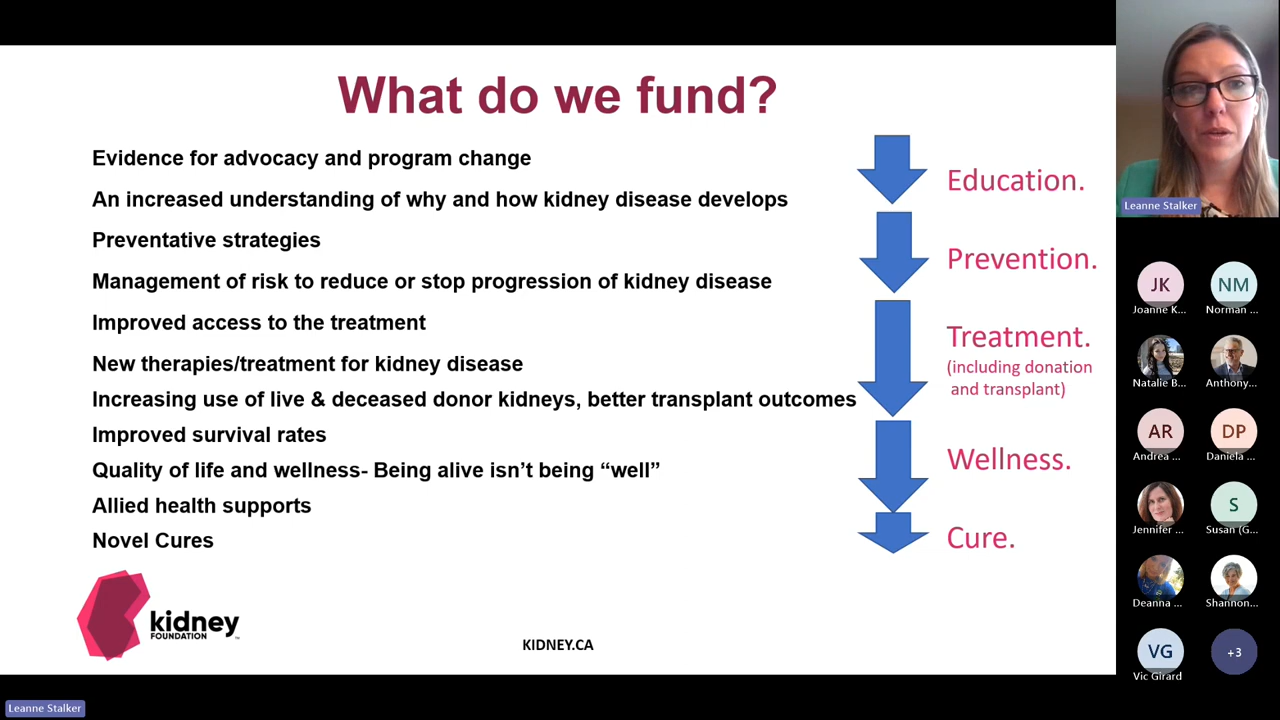 What do we fund?
Evidence for advocacy and program change
An increased understanding of why and how kidney disease develops
Preventative strategies
Management of risk to reduce or stop progression of kidney disease
Improved access to the treatment
New therapies/treatment for kidney disease
Increasing use of live & deceased donor kidneys, better transplant outcomes
Improved survival rates
Quality of life and wellness- Being alive isn’t being “well”
Allied health supports
Novel Cures
Education.
Prevention.
Treatment.
(including donation
and transplant)
Wellness.
Cure.
kidney
FOUNDATION
KIDNEY.CA
Leanne Stalker
JK
NM
Joanne K...
Norman ...
Natalie B...
Anthony...
AR
DP
Andrea ...
Daniela ...
S
Jennifer ...
Susan (G...
Deanna ...
Shannon...
VG
+3
Vic Girard
Leanne Stalker